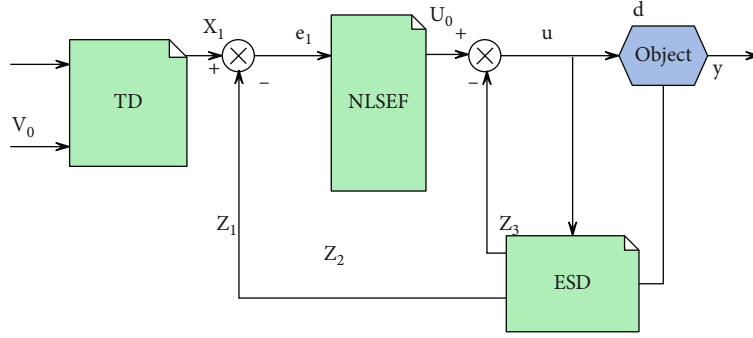 d
X1
e1
U0
+
u
Object
+
−
y
TD
NLSEF
−
V0
Z1
Z2
Z3
ESD